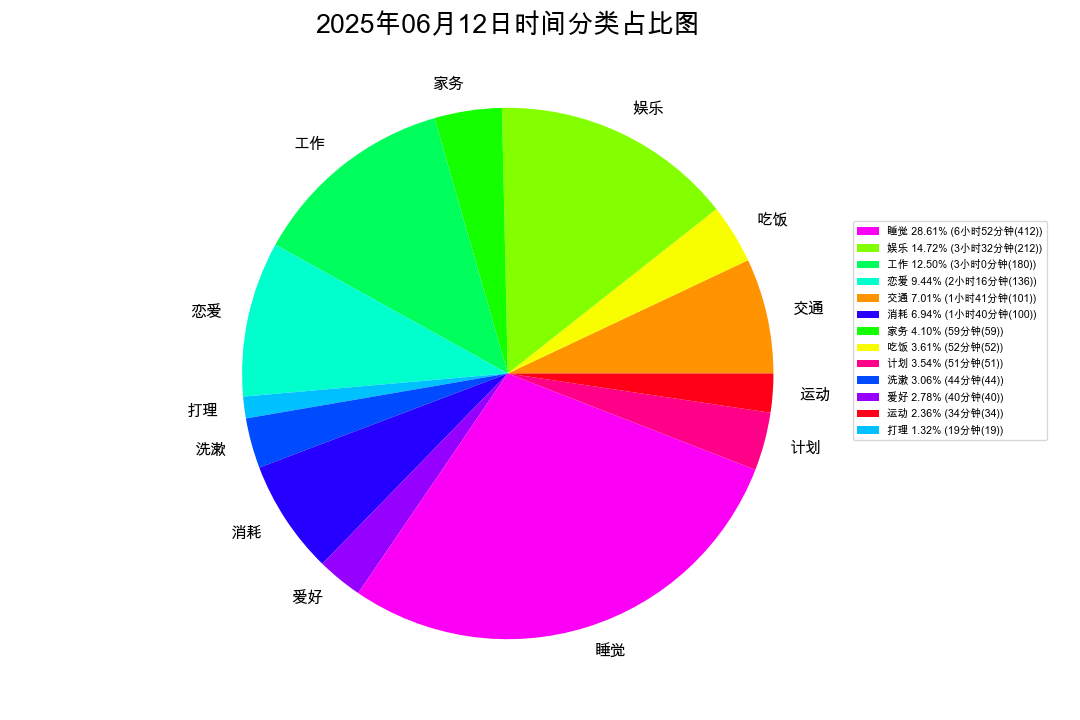 2025年06月12日时间分类占比图
家务
娱乐
工作
吃饭
恋爱
交通
打理
运动
洗漱
计划
消耗
爱好
睡觉
睡觉 28.61% (6小时52分钟(412))
娱乐 14.72% (3小时32分钟(212))
工作 12.50% (3小时0分钟(180))
恋爱 9.44% (2小时16分钟(136))
交通 7.01% (1小时41分钟(101))
消耗 6.94% (1小时40分钟(100))
家务 4.10% (59分钟(59))
吃饭 3.61% (52分钟(52))
计划 3.54% (51分钟(51))
洗漱 3.06% (44分钟(44))
爱好 2.78% (40分钟(40))
运动 2.36% (34分钟(34))
打理 1.32% (19分钟(19))